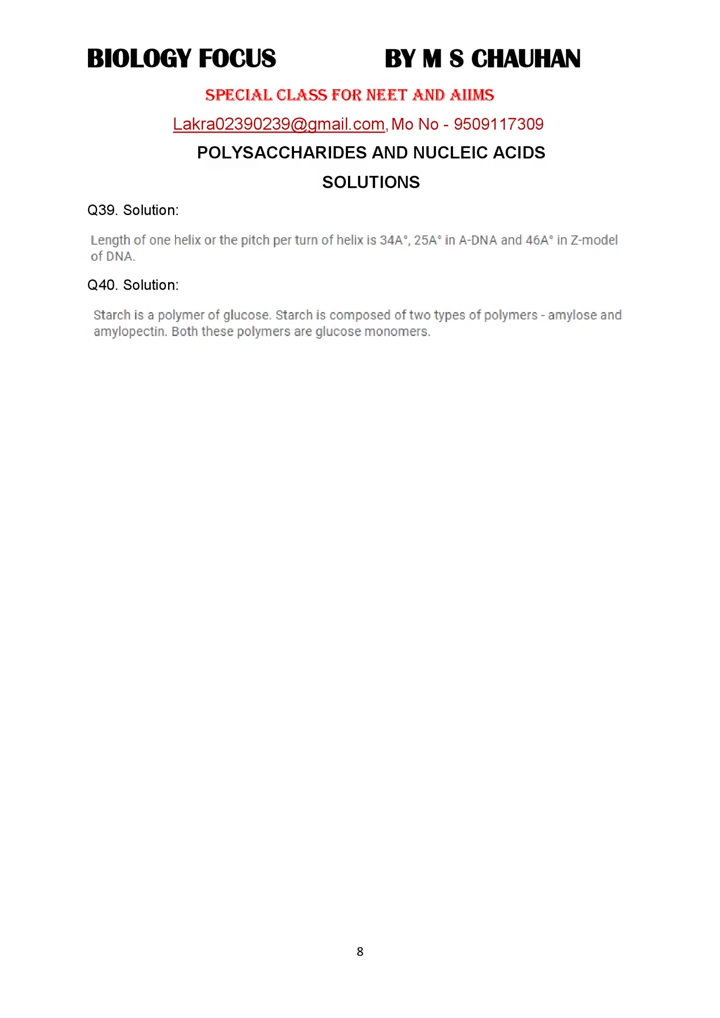 BIOLOGY FOCUS BY M S CHAUHAN
SPECIAL CLASS FOR NEET AND AIIMS
Lakra02390239@gmail.com, Mo No - 9509117309
POLYSACCHARIDES AND NUCLEIC ACIDS
SOLUTIONS
Q39. Solution:
Length of one helix or the pitch per turn of helix is 34A°, 25A° in A-DNA and 46A° in Z-model
of DNA.
Q40. Solution:
Starch is a polymer of glucose. Starch is composed of two types of polymers - amylose and
amylopectin. Both these polymers are glucose monomers.
8